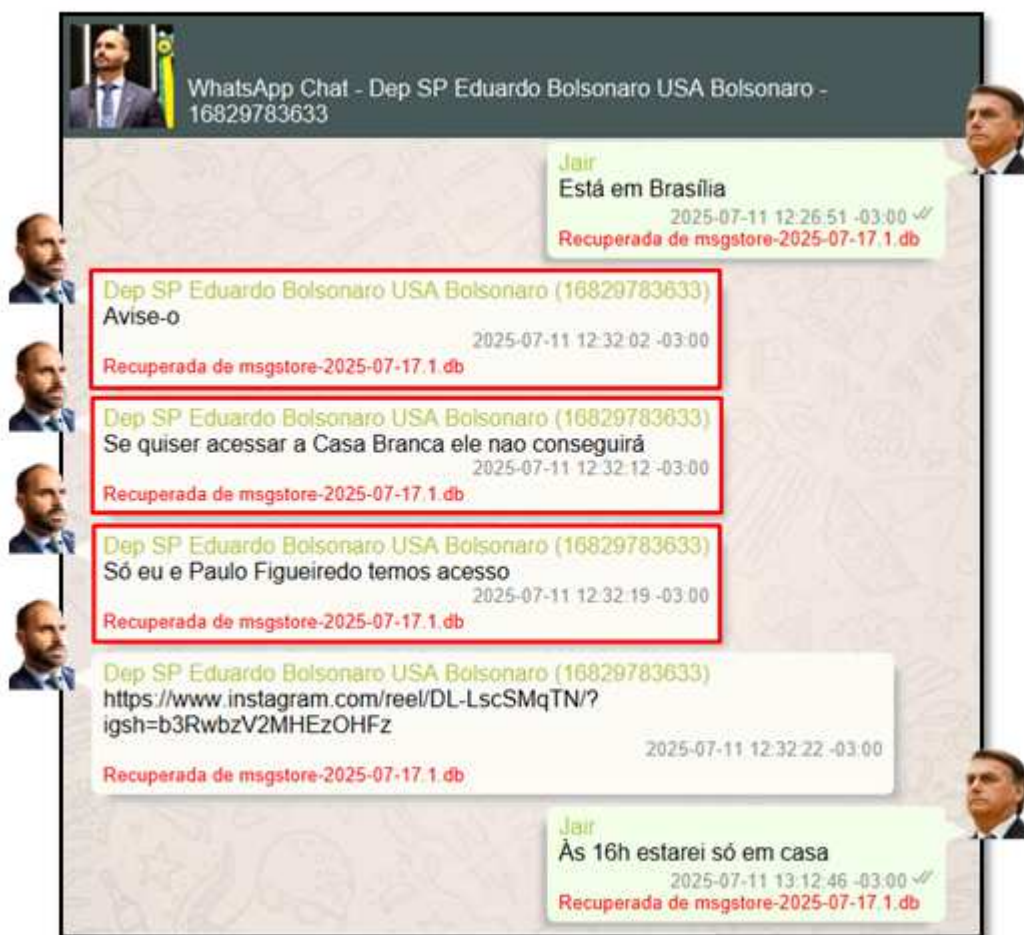 WhatsApp Chat - Dep SP Eduardo Bolsonaro USA Bolsonaro -
16829783633
Jair
Está em Brasília
2025-07-11 12:26:51 -03:00
Recuperada de msgstore-2025-07-17.1.db
Dep SP Eduardo Bolsonaro USA Bolsonaro (16829783633)
Avise-o
2025-07-11 12:32:02 -03:00
Recuperada de msgstore-2025-07-17.1.db
Dep SP Eduardo Bolsonaro USA Bolsonaro (16829783633)
Se quiser acessar a Casa Branca ele nao conseguirá
2025-07-11 12:32:12 -03:00
Recuperada de msgstore-2025-07-17.1.db
Dep SP Eduardo Bolsonaro USA Bolsonaro (16829783633)
Só eu e Paulo Figueiredo temos acesso
2025-07-11 12:32:19 -03:00
Recuperada de msgstore-2025-07-17.1.db
Dep SP Eduardo Bolsonaro USA Bolsonaro (16829783633)
https://www.instagram.com/reel/DL-LscSMqTN/?
igsh=b3RwbzV2MHEzOHFz
2025-07-11 12:32:22 -03:00
Recuperada de msgstore-2025-07-17.1.db
Jair
Às 16h estarei só em casa
2025-07-11 13:12:46 -03:00
Recuperada de msgstore-2025-07-17.1.db